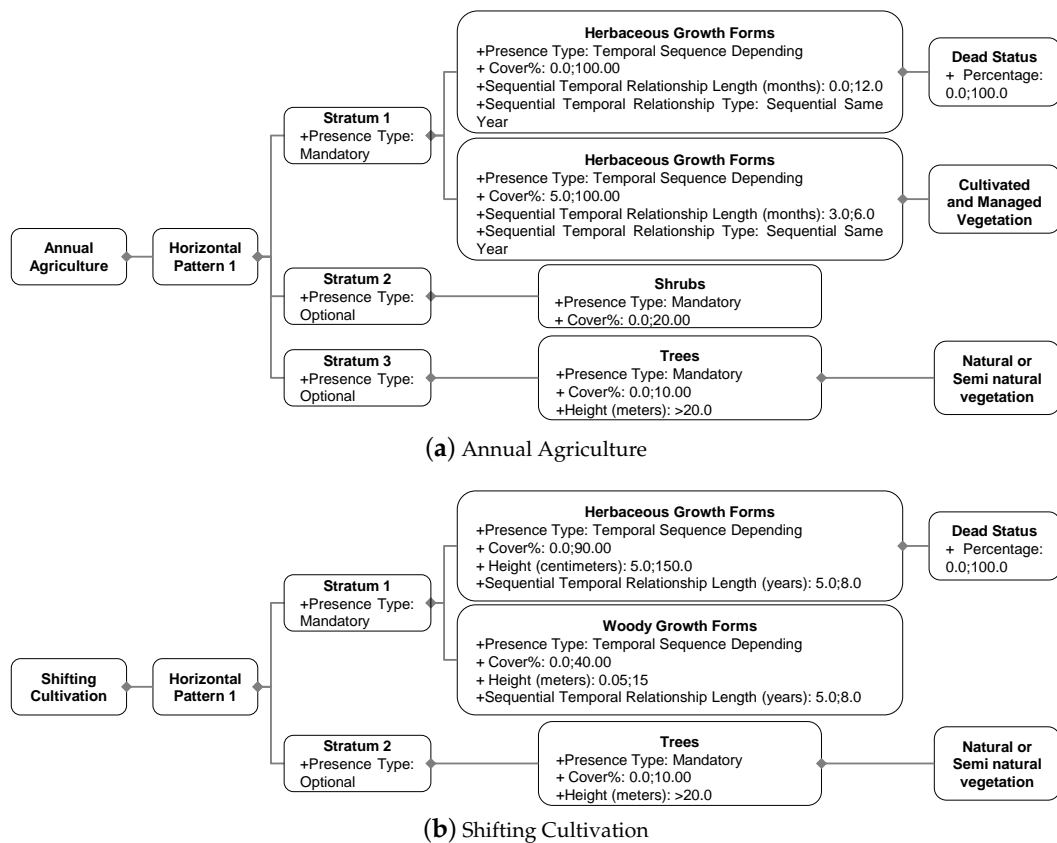 Herbaceous Growth Forms
+Presence Type: Temporal Sequence Depending
+ Cover%: 0.0;100.00
+Sequential Temporal Relationship Length (months): 0.0;12.0
+Sequential Temporal Relationship Type: Sequential Same
Year
Dead Status
+ Percentage:
0.0;100.0
Stratum 1
+Presence Type:
Mandatory
Herbaceous Growth Forms
+Presence Type: Temporal Sequence Depending
+ Cover%: 5.0;100.00
+Sequential Temporal Relationship Length (months): 3.0;6.0
+Sequential Temporal Relationship Type: Sequential Same
Year
Cultivated
and Managed
Vegetation
Annual
Agriculture
Horizontal
Pattern 1
Stratum 2
+Presence Type:
Optional
Shrubs
+Presence Type: Mandatory
+ Cover%: 0.0;20.00
Stratum 3
+Presence Type:
Optional
Trees
+Presence Type: Mandatory
+ Cover%: 0.0;10.00
+Height (meters): >20.0
Natural or
Semi natural
vegetation
(a) Annual Agriculture
Herbaceous Growth Forms
+Presence Type: Temporal Sequence Depending
+ Cover%: 0.0;90.00
+ Height (centimeters): 5.0;150.0
+Sequential Temporal Relationship Length (years): 5.0;8.0
Dead Status
+ Percentage:
0.0;100.0
Stratum 1
+Presence Type:
Mandatory
Woody Growth Forms
+Presence Type: Temporal Sequence Depending
+ Cover%: 0.0;40.00
+ Height (meters): 0.05;15
+Sequential Temporal Relationship Length (years): 5.0;8.0
Shifting
Cultivation
Horizontal
Pattern 1
Stratum 2
+Presence Type:
Optional
Trees
+Presence Type: Mandatory
+ Cover%: 0.0;10.00
+Height (meters): >20.0
Natural or
Semi natural
vegetation
(b) Shifting Cultivation